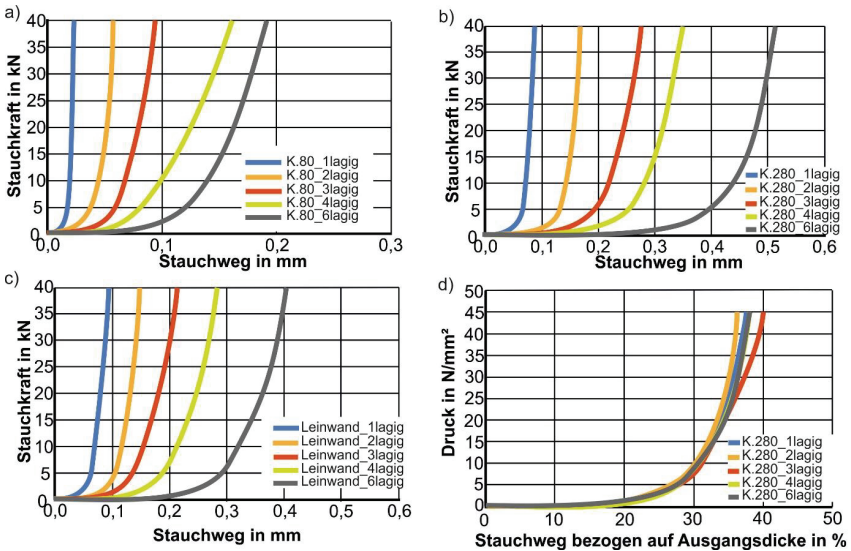 a)
Stauchkraft in kN
40
35
30
25
20
15
10
5
0
K.80_1lagig
K.80_2lagig
K.80_3lagig
K.80_4lagig
K.80_6lagig
0,0
0,1
0,2
0,3
Stauchweg in mm
b)
Stauchkraft in kN
40
35
30
25
20
15
10
5
0
K.280_1lagig
K.280_2lagig
K.280_3lagig
K.280_4lagig
K.280_6lagig
0,0
0,1
0,2
0,3
0,4
0,5
0,6
Stauchweg in mm
c)
Stauchkraft in kN
40
35
30
25
20
15
10
5
0
Leinwand_1lagig
Leinwand_2lagig
Leinwand_3lagig
Leinwand_4lagig
Leinwand_6lagig
0,0
0,1
0,2
0,3
0,4
0,5
0,6
Stauchweg in mm
d)
Druck in N/mm²
45
45
35
30
25
20
15
10
5
0
K.280_1lagig
K.280_2lagig
K.280_3lagig
K.280_4lagig
K.280_6lagig
0
10
20
30
40
50
Stauchweg bezogen auf Ausgangsdicke in %